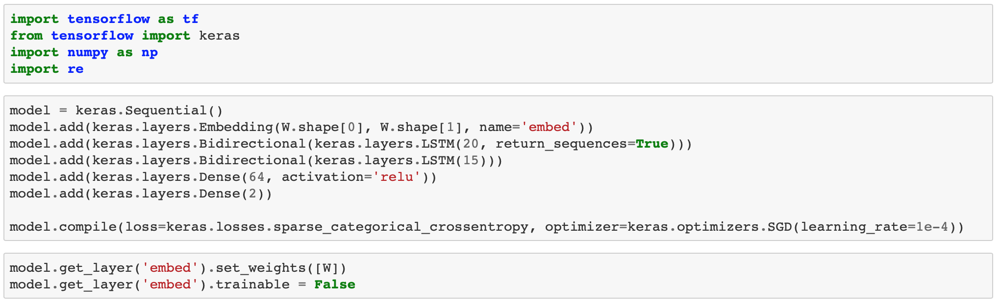 import tensorflow as tf
from tensorflow import keras
import numpy as np
import re
model = keras.Sequential()
model.add(keras.layers.Embedding(W.shape[0], W.shape[1], name='embed'))
model.add(keras.layers.Bidirectional(keras.layers.LSTM(20, return_sequences=True)))
model.add(keras.layers.Bidirectional(keras.layers.LSTM(15)))
model.add(keras.layers.Dense(64, activation='relu'))
model.add(keras.layers.Dense(2))
model.compile(loss=keras.losses.sparse_categorical_crossentropy, optimizer=keras.optimizers.SGD(learning_rate=1e-4))
model.get_layer('embed').set_weights([W])
model.get_layer('embed').trainable = False